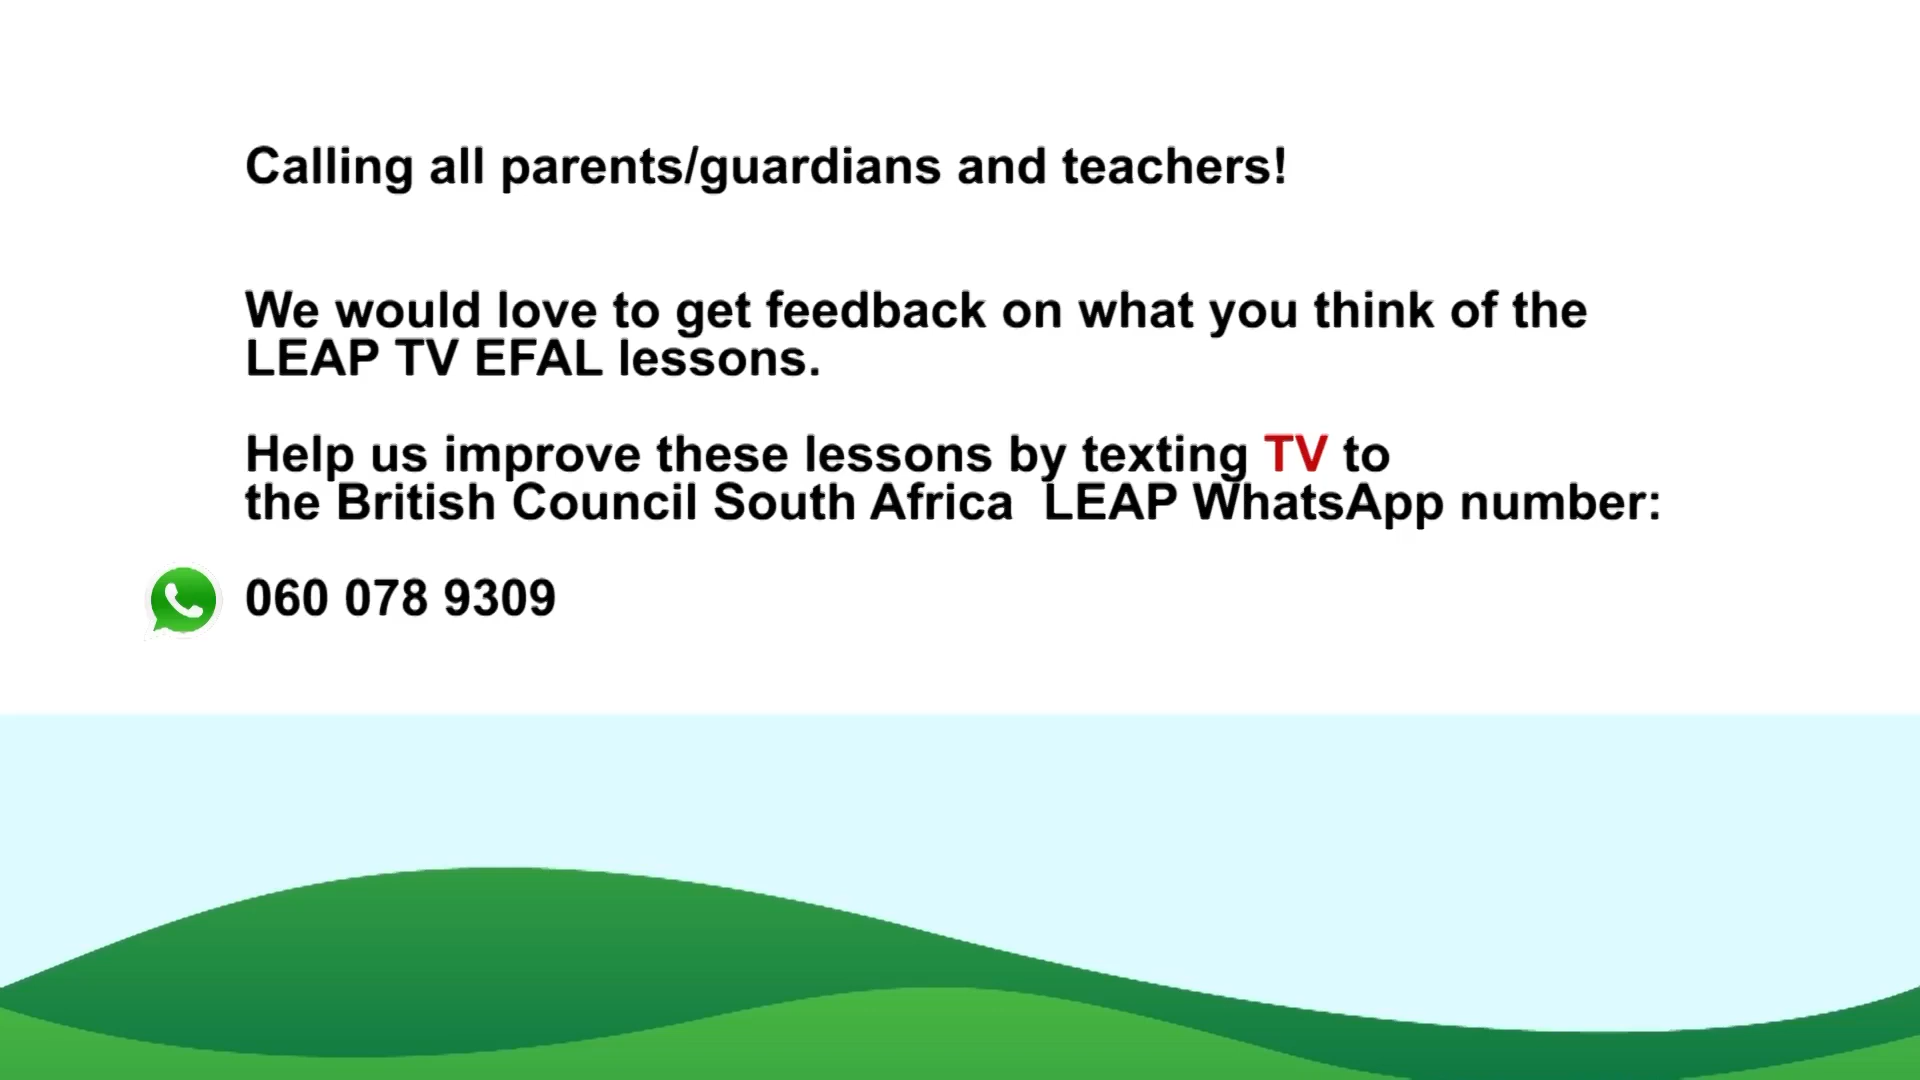 Calling all parents/guardians and teachers!
We would love to get feedback on what you think of the
LEAP TV EFAL lessons.
Help us improve these lessons by texting TV to
the British Council South Africa  LEAP WhatsApp number:
060 078 9309